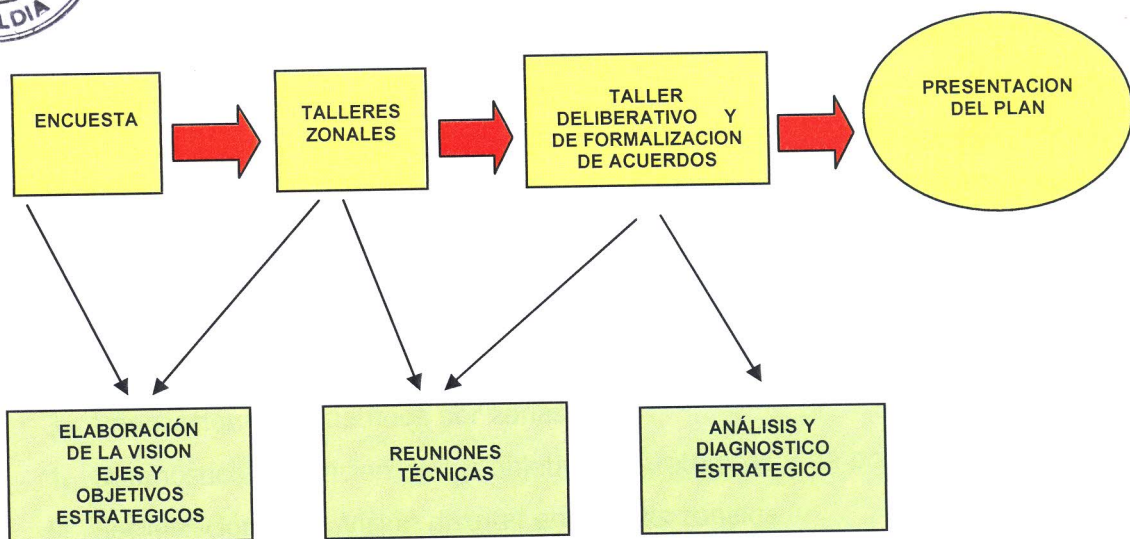 LDIA
ENCUESTA
TALLERES
ZONALES
TALLER
DELIBERATIVO Y
DE FORMALIZACION
DE ACUERDOS
PRESENTACION
DEL PLAN
ELABORACIÓN
DE LA VISION
EJES Y
OBJETIVOS
ESTRATEGICOS
REUNIONES
TÉCNICAS
ANÁLISIS Y
DIAGNOSTICO
ESTRATEGICO